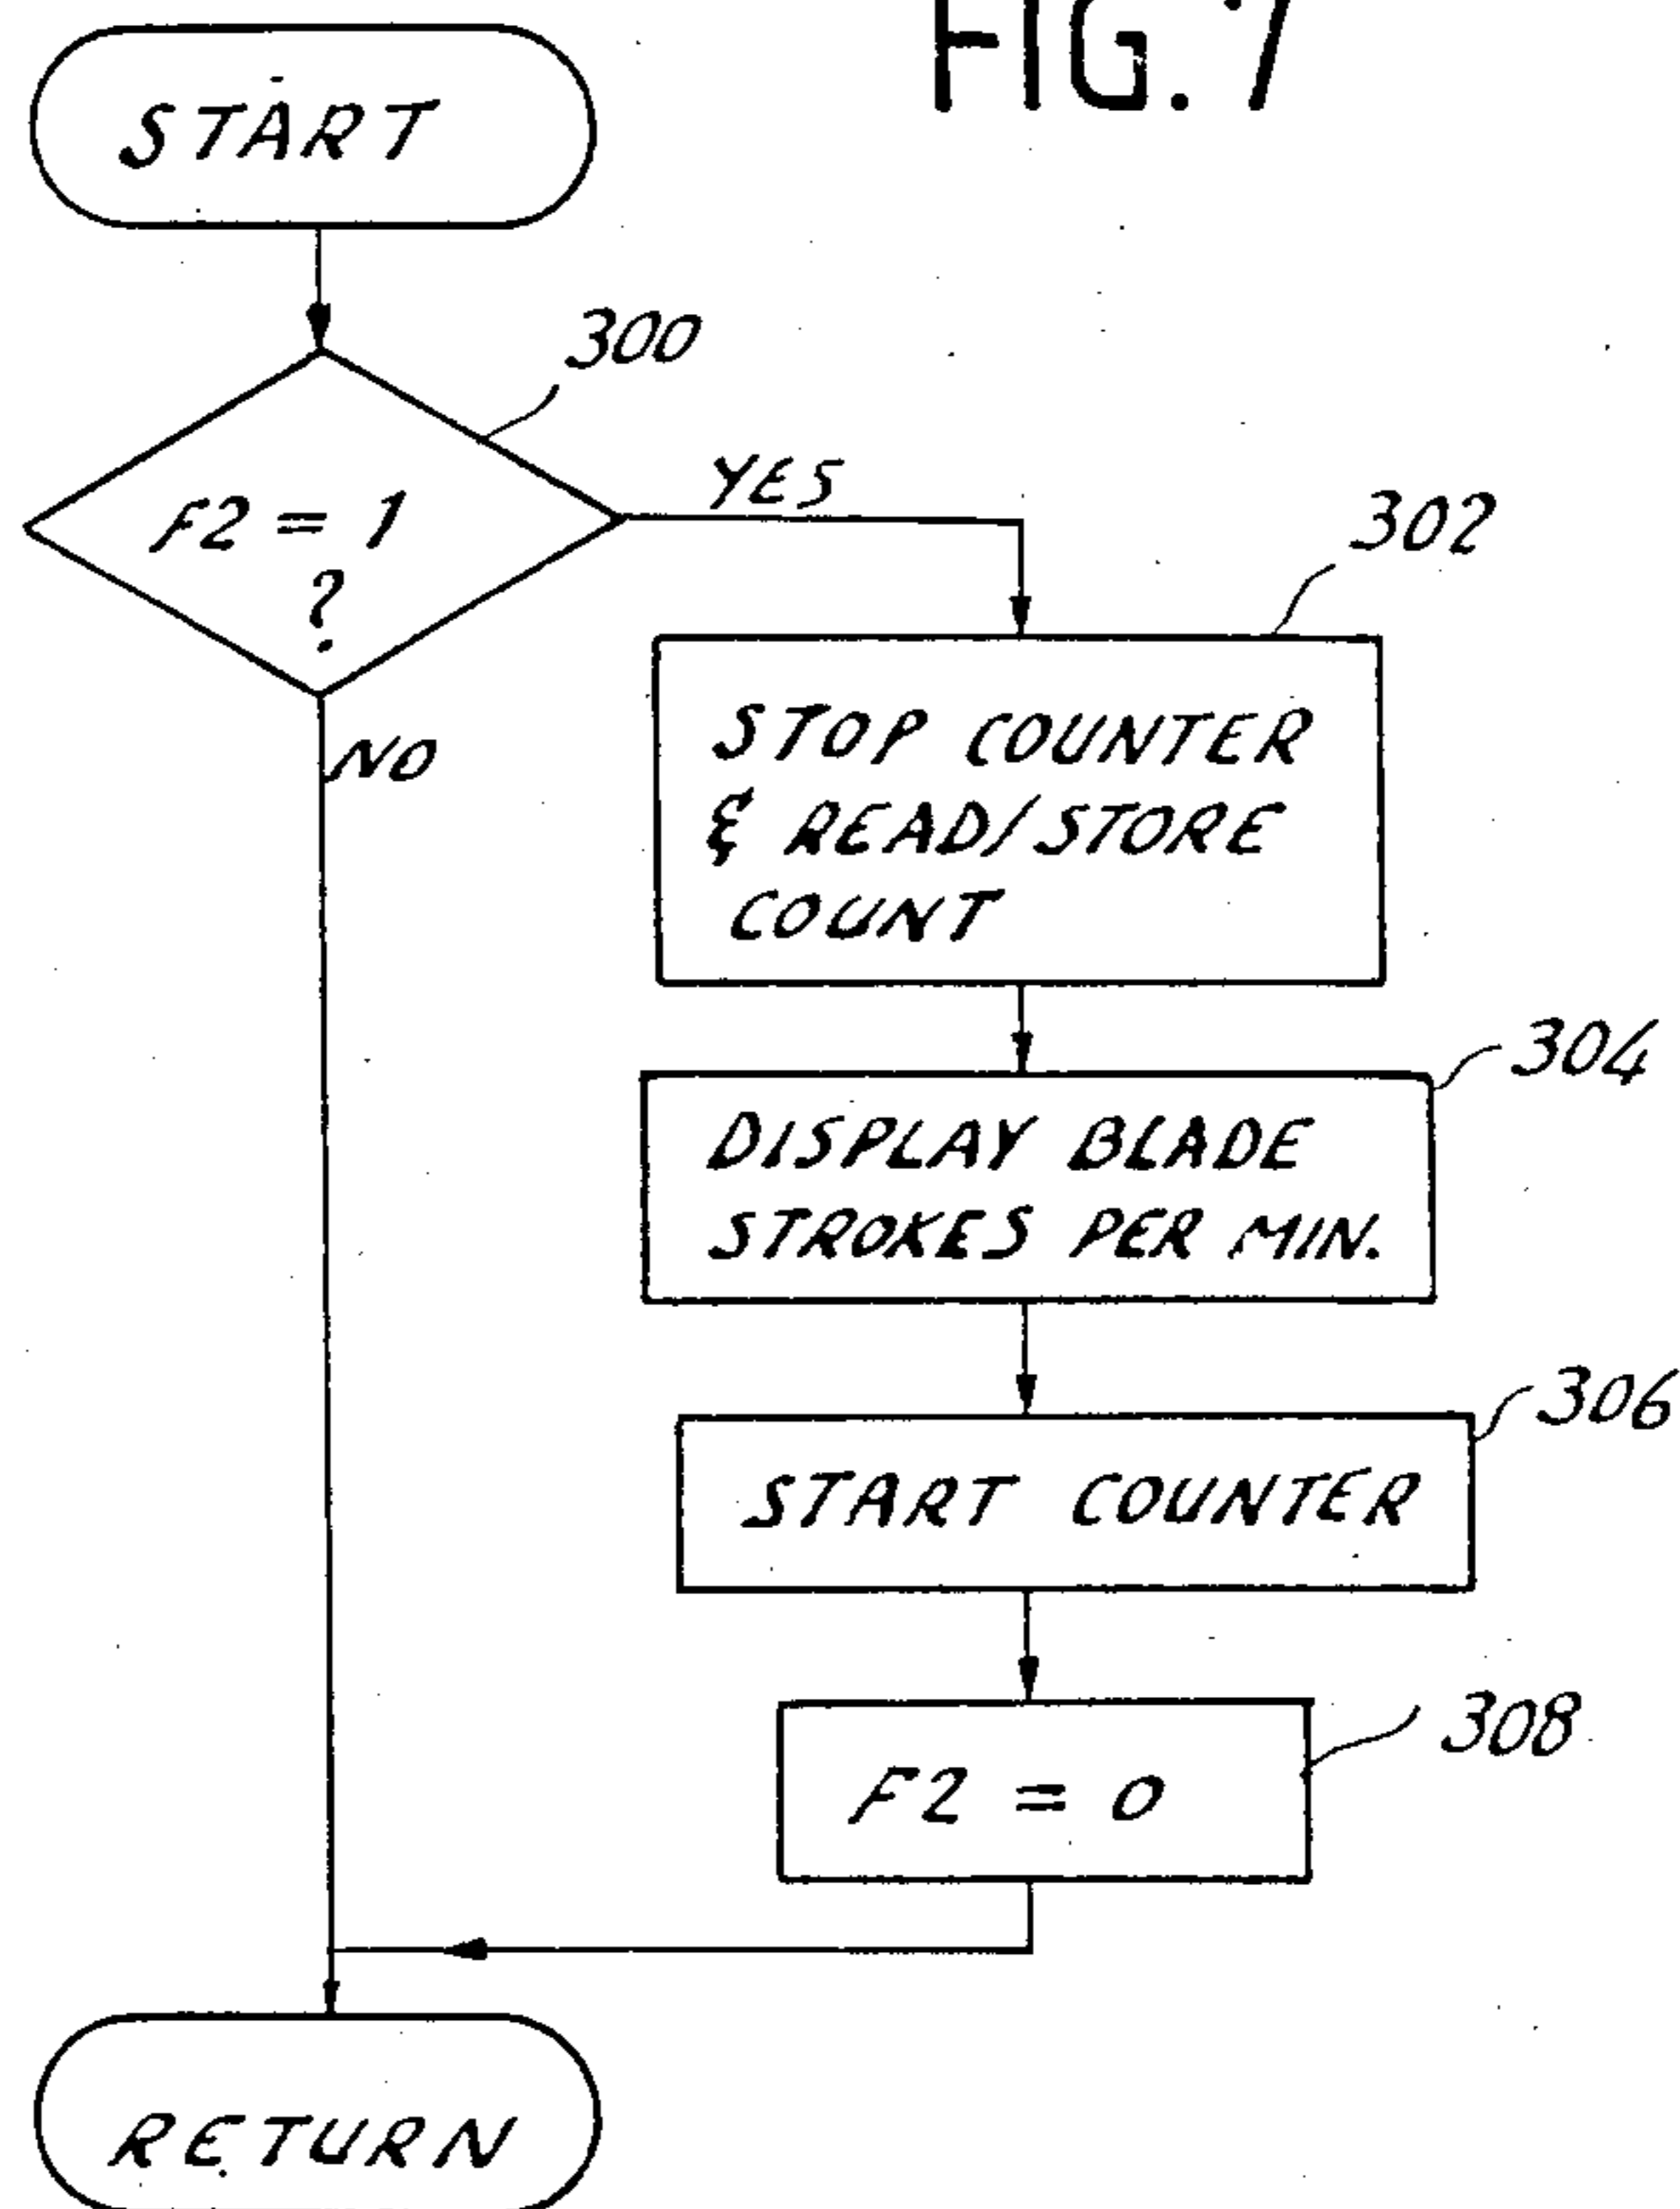 FIG. 7
START
300
F2 = 1
?
YES
NO
302
STOP COUNTER
& READ/STORE
COUNT
304
DISPLAY BLADE
STROKES PER MIN.
306
START COUNTER
308
F2 = 0
RETURN